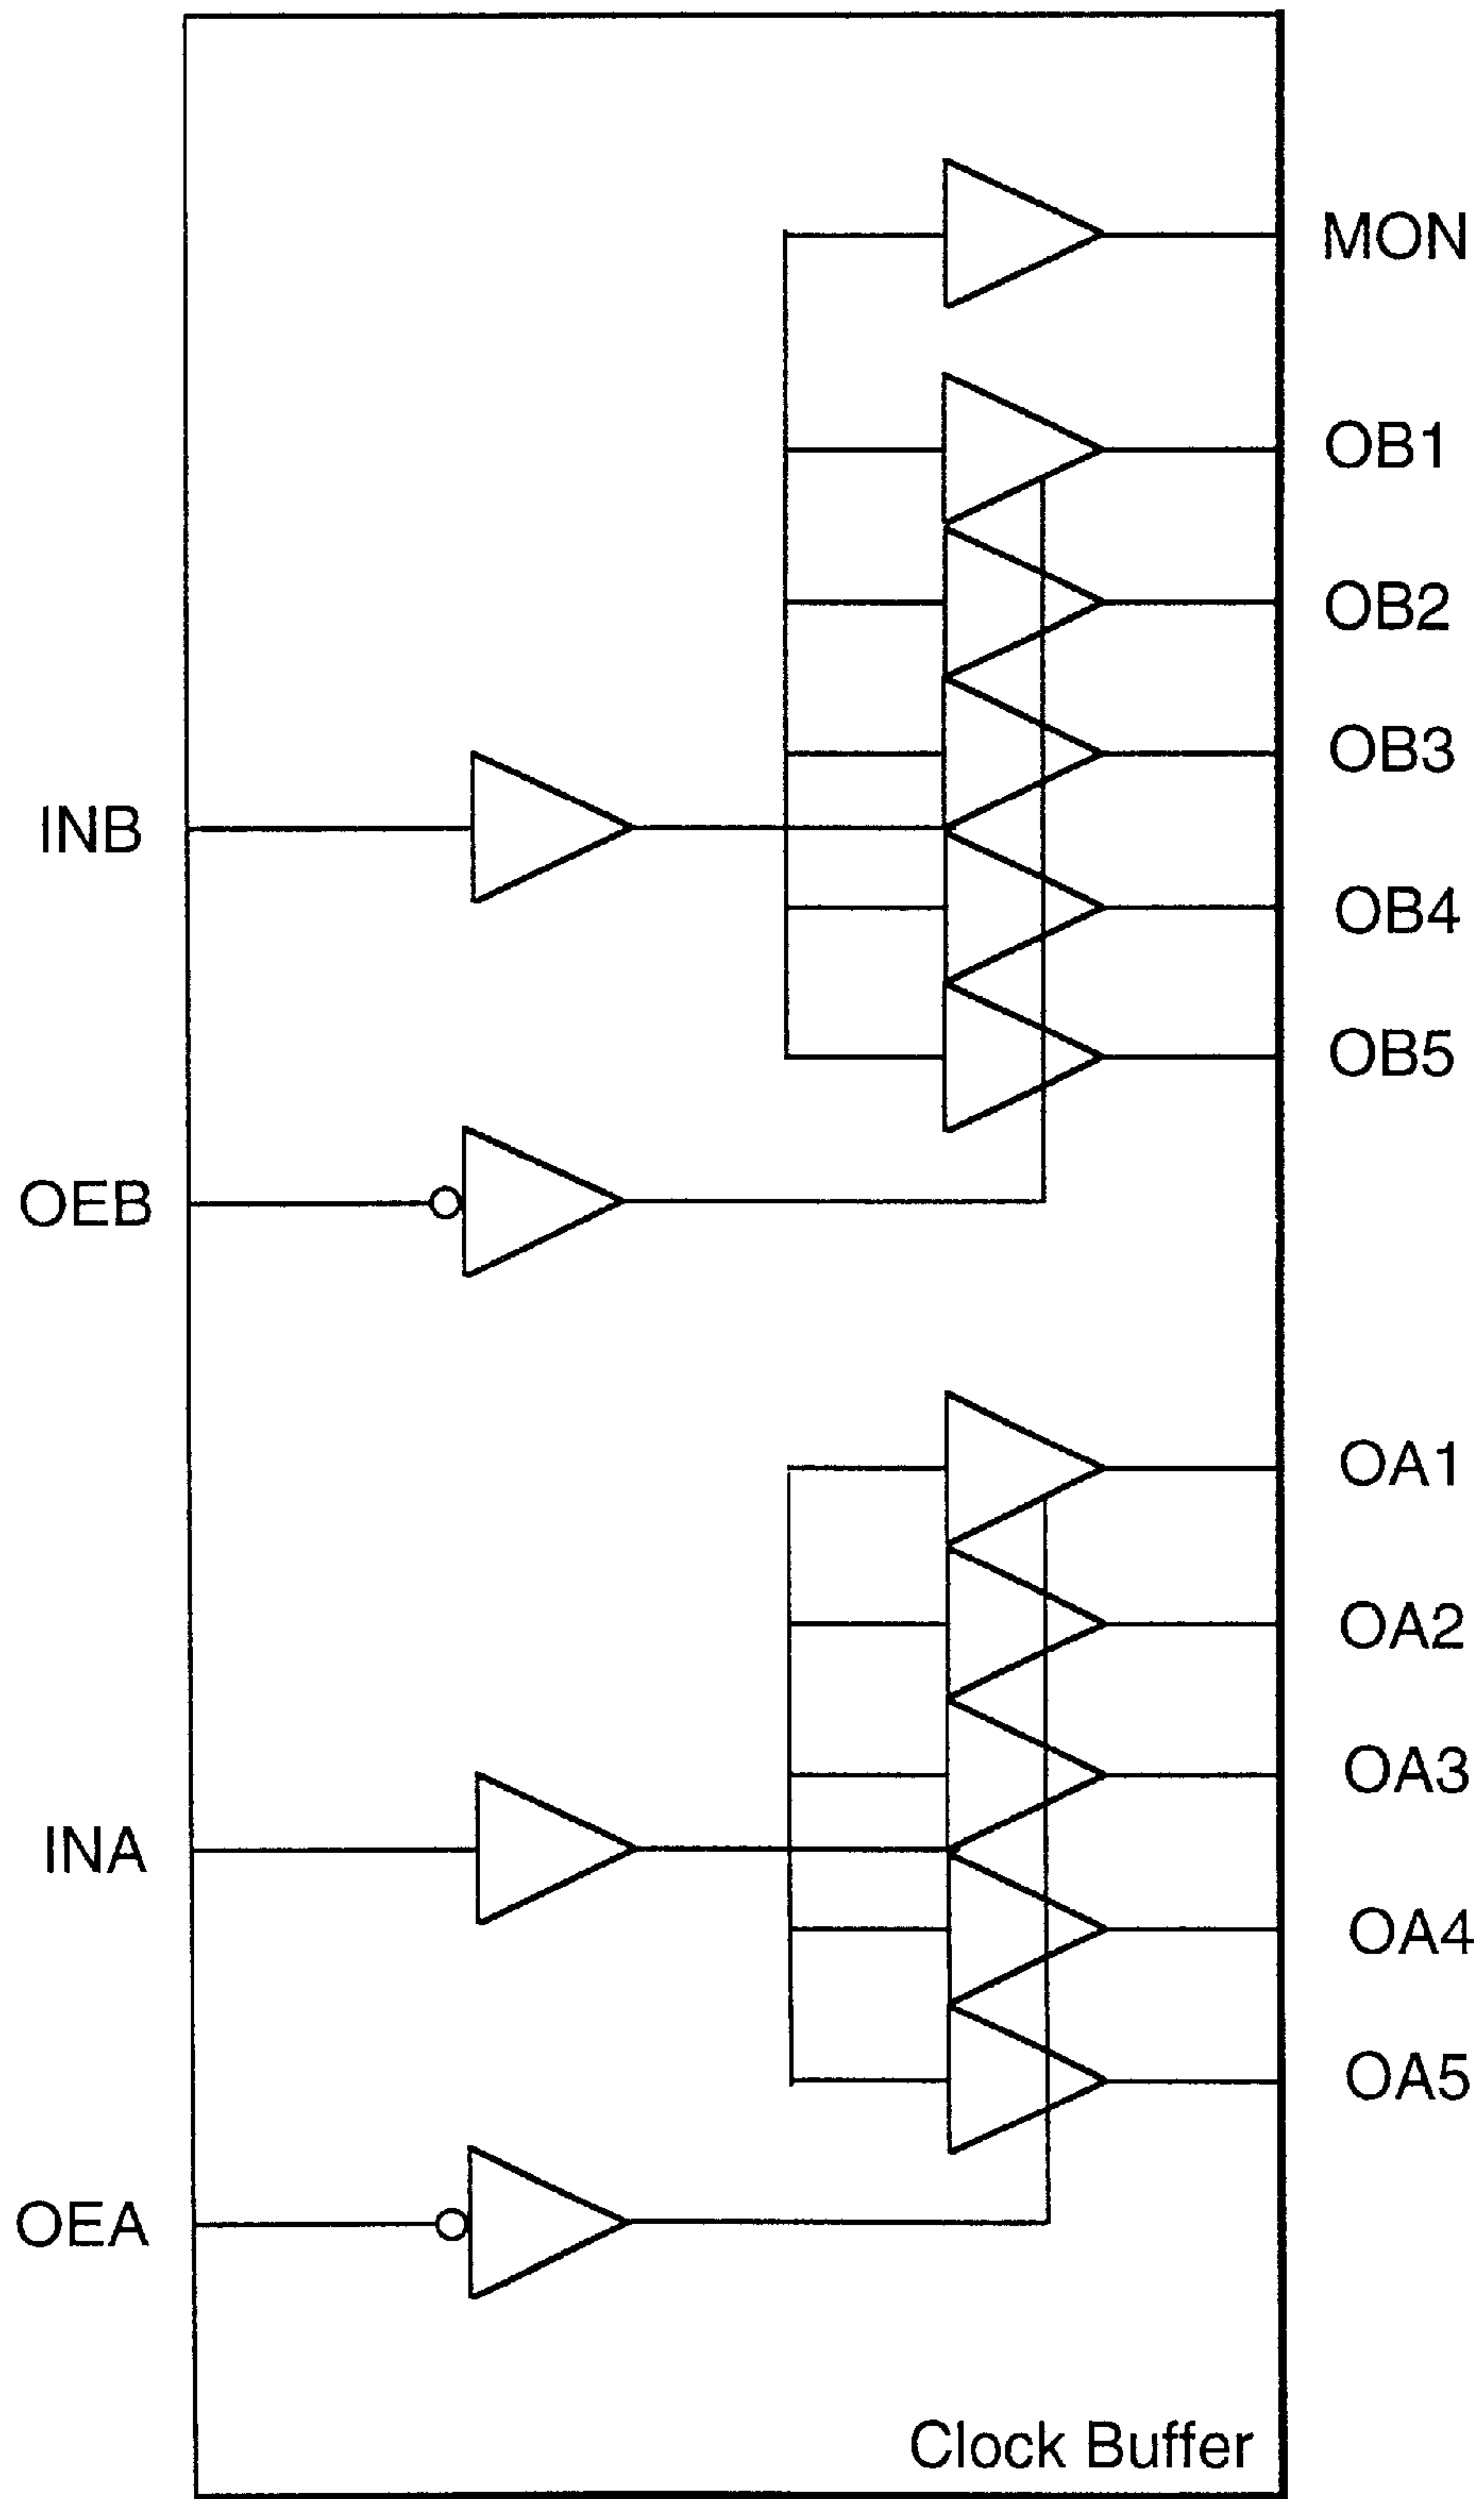 MON
OB1
OB2
OB3
INB
OB4
OB5
OEB
OA1
OA2
OA3
INA
OA4
OA5
OEA
Clock Buffer